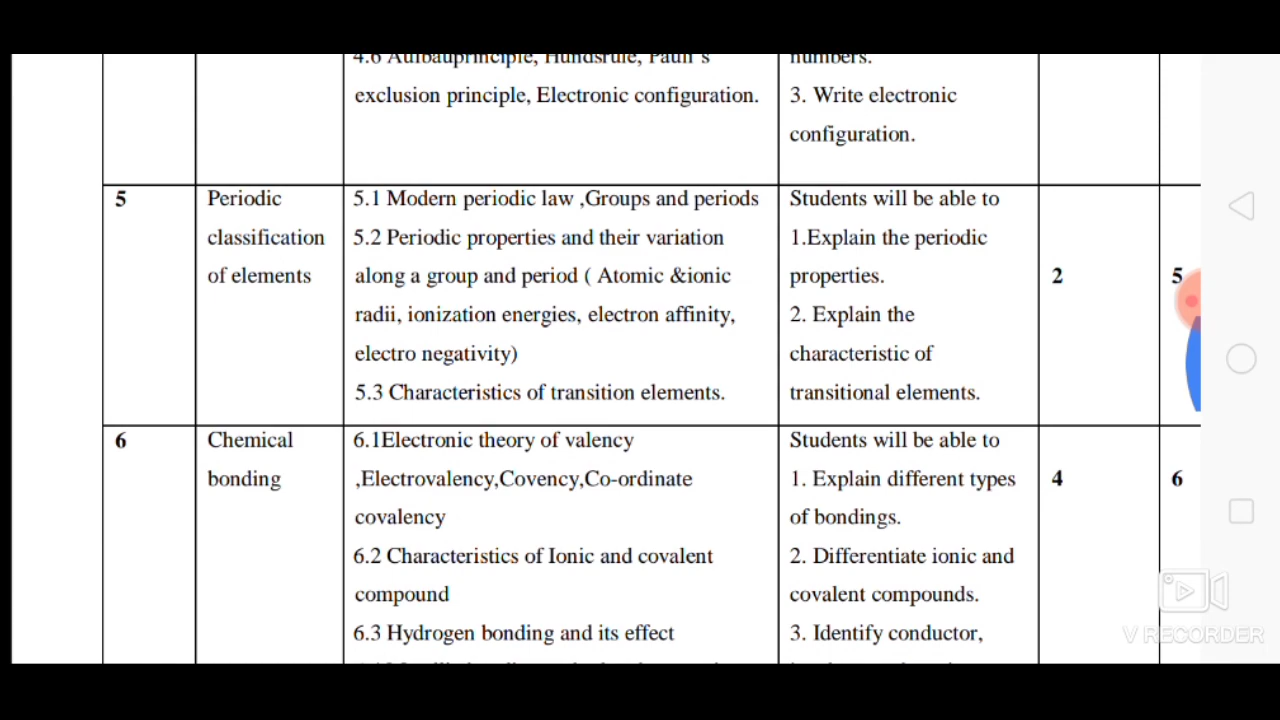 4.6 Aufbauprinciple, Hundsrule, Pauli's
exclusion principle, Electronic configuration.
numbers.
3. Write electronic
configuration.
5
Periodic
classification
of elements
5.1 Modern periodic law ,Groups and periods
5.2 Periodic properties and their variation
along a group and period ( Atomic &ionic
radii, ionization energies, electron affinity,
electro negativity)
5.3 Characteristics of transition elements.
Students will be able to
1.Explain the periodic
properties.
2. Explain the
characteristic of
transitional elements.
2
5
6
Chemical
bonding
6.1Electronic theory of valency
,Electrovalency,Covency,Co-ordinate
covalency
6.2 Characteristics of Ionic and covalent
compound
6.3 Hydrogen bonding and its effect
Students will be able to
1. Explain different types
of bondings.
2. Differentiate ionic and
covalent compounds.
3. Identify conductor,
4
6
V RECORDER